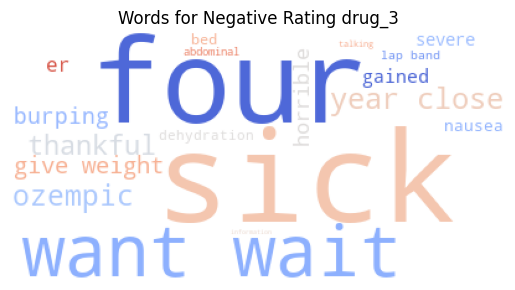 Words for Negative Rating drug_3
bed
talking
severe
er
abdominal
lap band
four
horrible
gained
year close
burping
dehydration
nausea
thankful
give weight
sick
ozempic
want wait
information